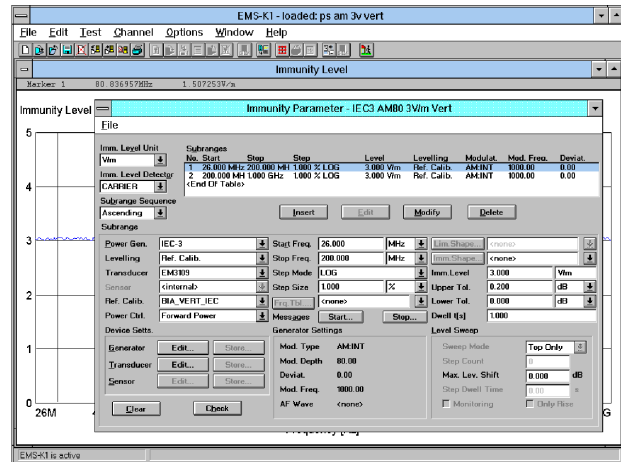 EMS-K1 - loaded: ps am 3v vert
File Edit Test Channel Options Window Help
Immunity Level
Marker 1 80.836957MHz 1.507253V/m
Immunity Level
Immunity Parameter - IEC3 AM80 3V/m Vert
File
Imm. Level Unit
V/m
Imm. Level Detector
CARRIER
Subrange Sequence
Ascending
Subranges
No. Start Stop Step Level Levelling Modulat. Mod. Freq. Deviat.
1 26.000 MHz 200.000 MH 1.000 % LOG 3.000 V/m Ref. Calib. AM:INT 1000.00 0.00
2 200.000 MH 1.000 GHz 1.000 % LOG 3.000 V/m Ref. Calib. AM:INT 1000.00 0.00
<End Of Table>
Insert Edit Modify Delete
Subrange
Power Gen. IEC-3 Start Freq. 26.000 MHz Lim.Shape... <none>
Levelling Ref. Calib. Stop Freq. 200.000 MHz Imm.Shape... <none>
Transducer EM3109 Step Mode LOG Imm.Level 3.000 V/m
Sensor <internal> Step Size 1.000 % Upper Tol. 0.200 dB
Ref. Calib. BIA_VERT_IEC Frq.Tbl... <none> Lower Tol. 0.000 dB
Power Ctrl. Forward Power Messages Start... Stop... Dwell t[s] 1.000
Device Setts. Generator Settings Level Sweep
Generator Edit... Store... Mod. Type AM:INT Sweep Mode Top Only
Transducer Edit... Store... Mod. Depth 80.00 Step Count 0
Sensor Edit... Store... Deviat. 0.00 Max. Lev. Shift 0.000 dB
Mod. Freq. 1000.00 Step Dwell Time 0.00 s
Clear Check AF Wave <none> Monitoring Only Rise
5
4
3
2
1
0
26M
G
Frequency [Hz]
EMS-K1 is active